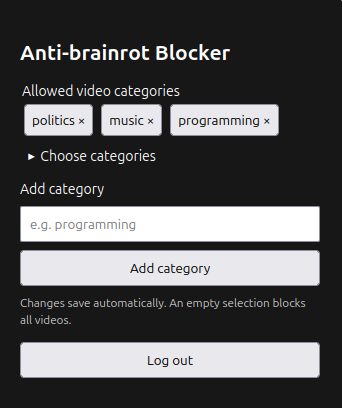 Anti-brainrot Blocker
Allowed video categories
politics × music × programming ×
▸ Choose categories
Add category
e.g. programming
Add category
Changes save automatically. An empty selection blocks
all videos.
Log out